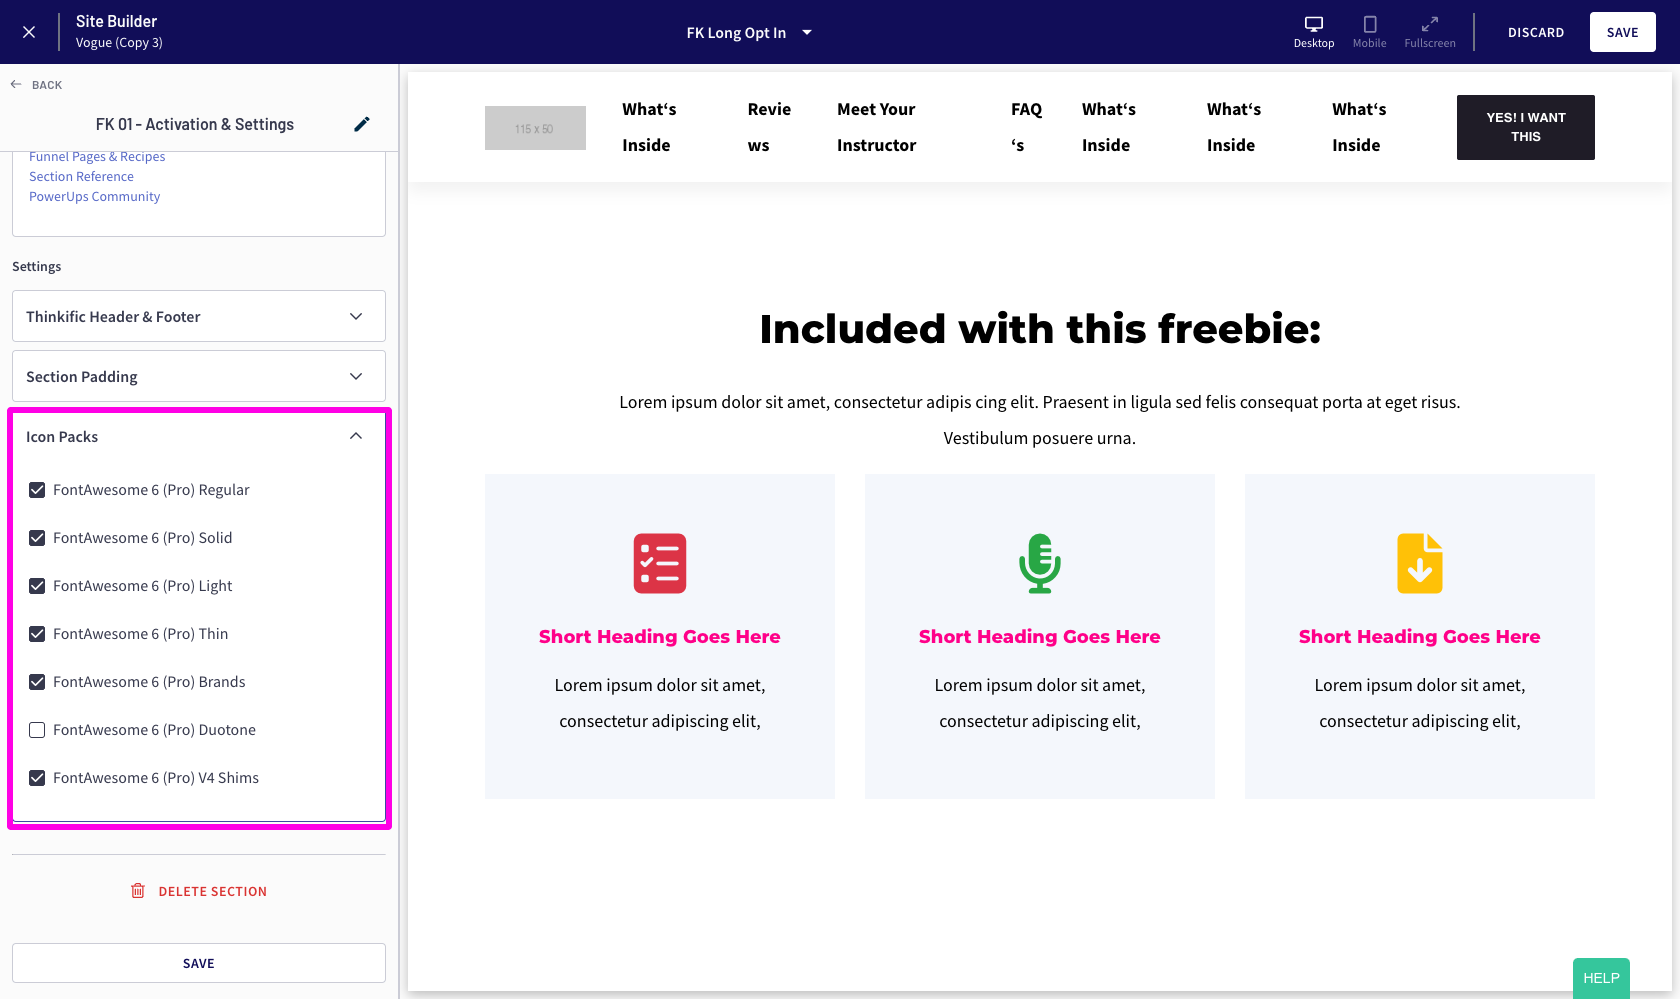 Site Builder
Vogue (Copy 3)
FK Long Opt In
Desktop
Mobile
Fullscreen
DISCARD
SAVE
BACK
FK 01 - Activation & Settings
Funnel Pages & Recipes
Section Reference
PowerUps Community
Settings
Thinkific Header & Footer
Section Padding
Icon Packs
FontAwesome 6 (Pro) Regular
FontAwesome 6 (Pro) Solid
FontAwesome 6 (Pro) Light
FontAwesome 6 (Pro) Thin
FontAwesome 6 (Pro) Brands
FontAwesome 6 (Pro) Duotone
FontAwesome 6 (Pro) V4 Shims
DELETE SECTION
SAVE
115 x 50
What‘s
Inside
Revie
ws
Meet Your
Instructor
FAQ
‘s
What‘s
Inside
What‘s
Inside
What‘s
Inside
YES! I WANT
THIS
Included with this freebie:
Lorem ipsum dolor sit amet, consectetur adipis cing elit. Praesent in ligula sed felis consequat porta at eget risus.
Vestibulum posuere urna.
Short Heading Goes Here
Lorem ipsum dolor sit amet,
consectetur adipiscing elit,
Short Heading Goes Here
Lorem ipsum dolor sit amet,
consectetur adipiscing elit,
Short Heading Goes Here
Lorem ipsum dolor sit amet,
consectetur adipiscing elit,
HELP